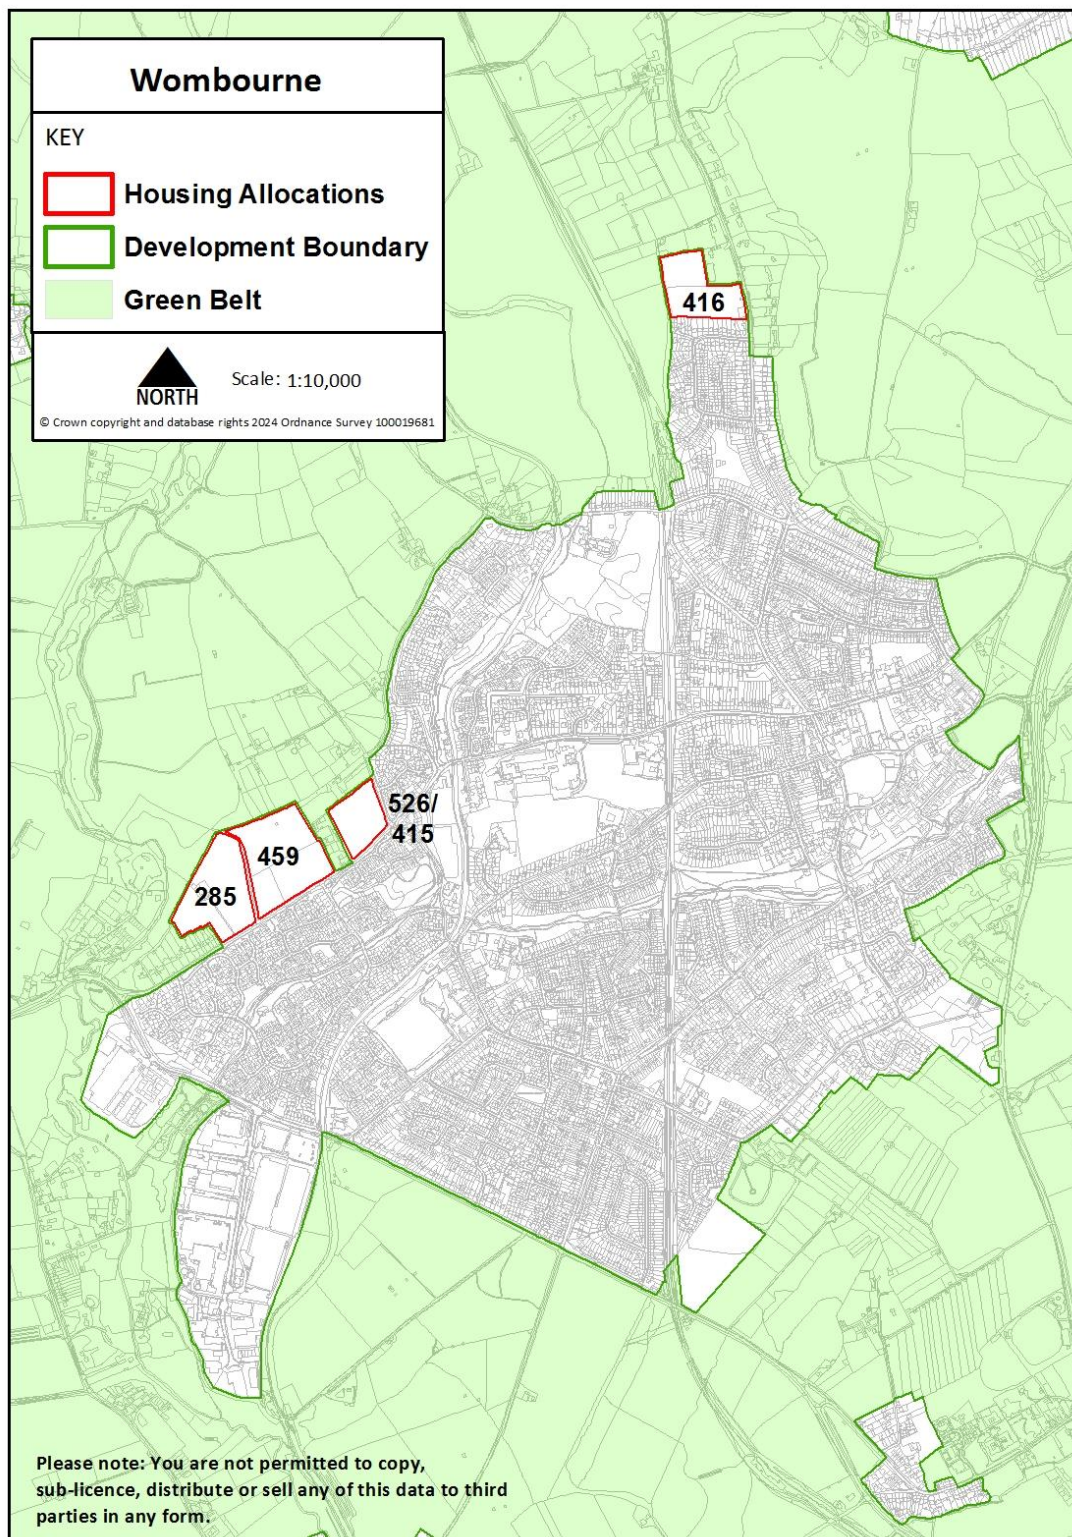 Wombourne
KEY
Housing Allocations
Development Boundary
Green Belt
NORTH
Scale: 1:10,000
© Crown copyright and database rights 2024 Ordnance Survey 100019681
416
526/
415
459
285
Please note: You are not permitted to copy,
sub-licence, distribute or sell any of this data to third
parties in any form.